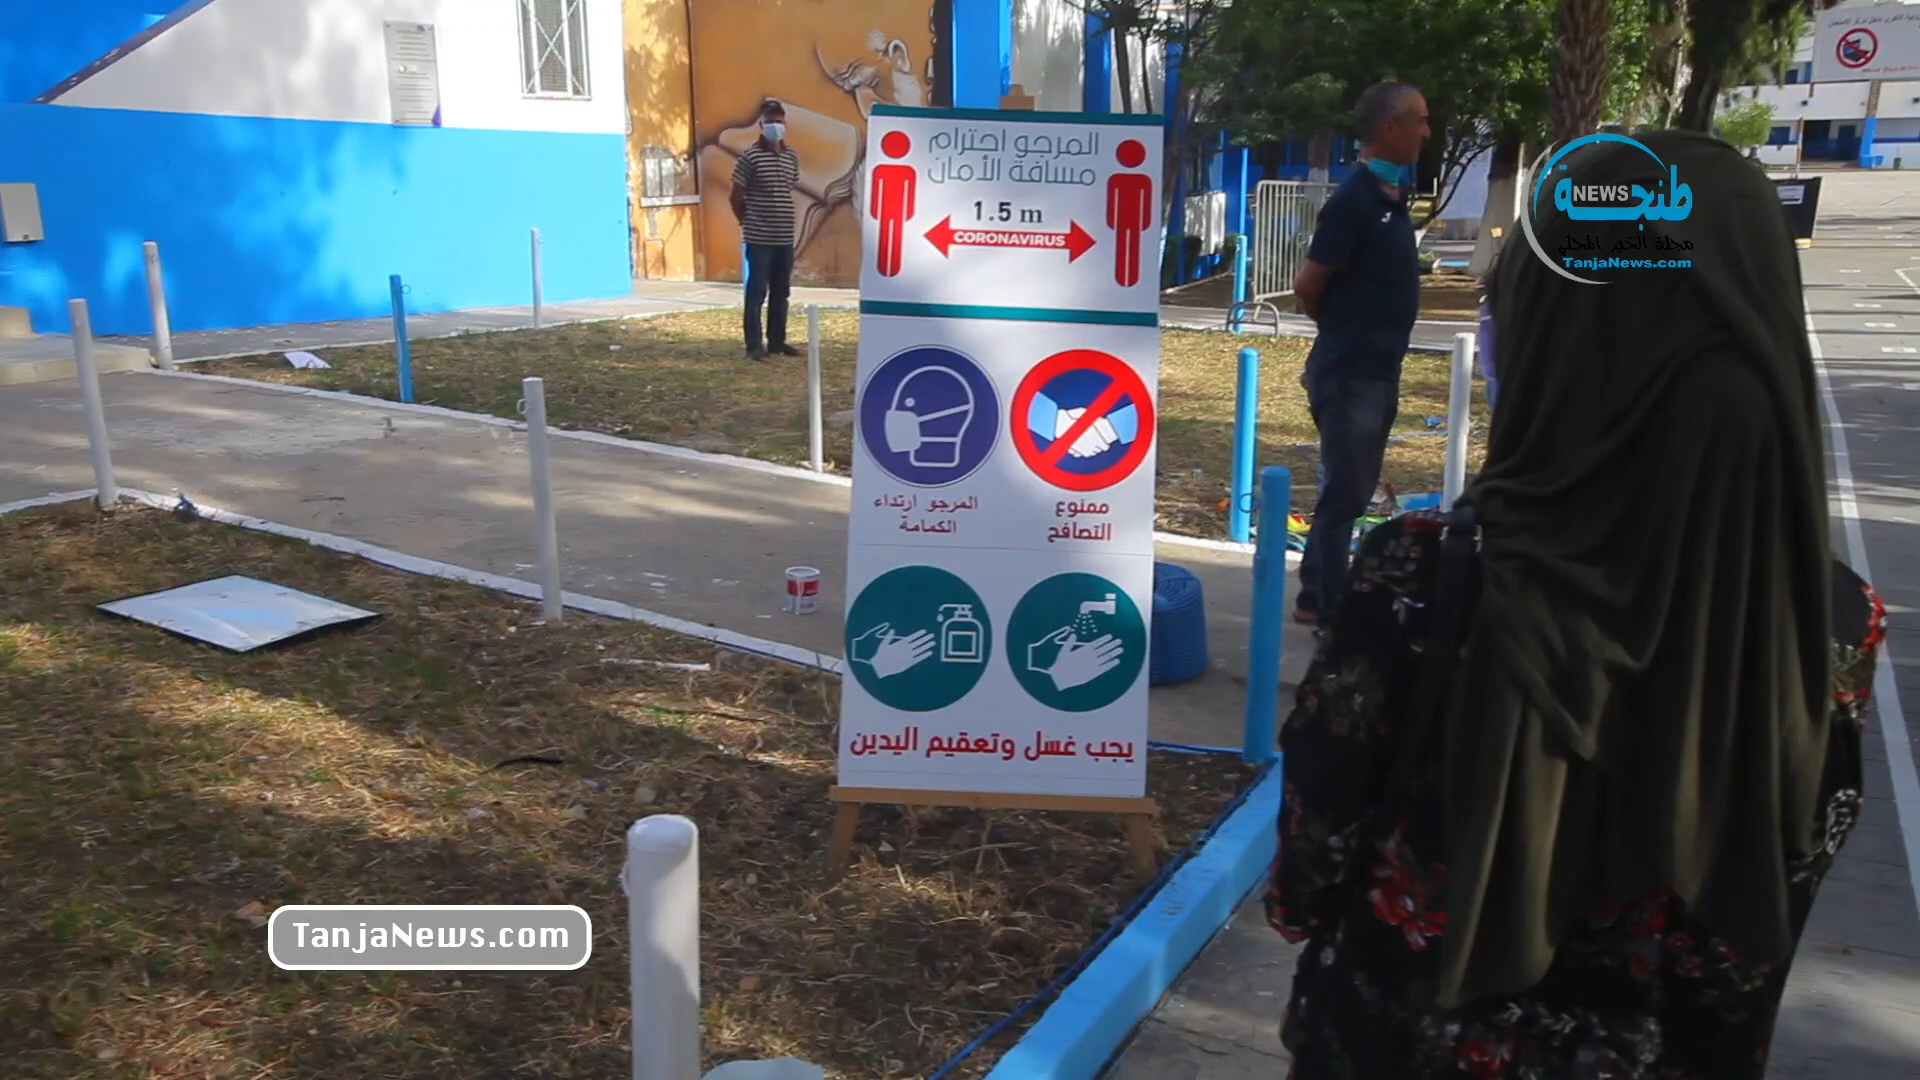 المرجو احترام
مسافة الأمان
1.5 m
CORONAVIRUS
المرجو ارتداء
الكمامة
ممنوع
التصافح
يجب غسل وتعقيم اليدين
طنجة
NEWS
مجلة الخبر المحلي
TanjaNews.com
TanjaNews.com